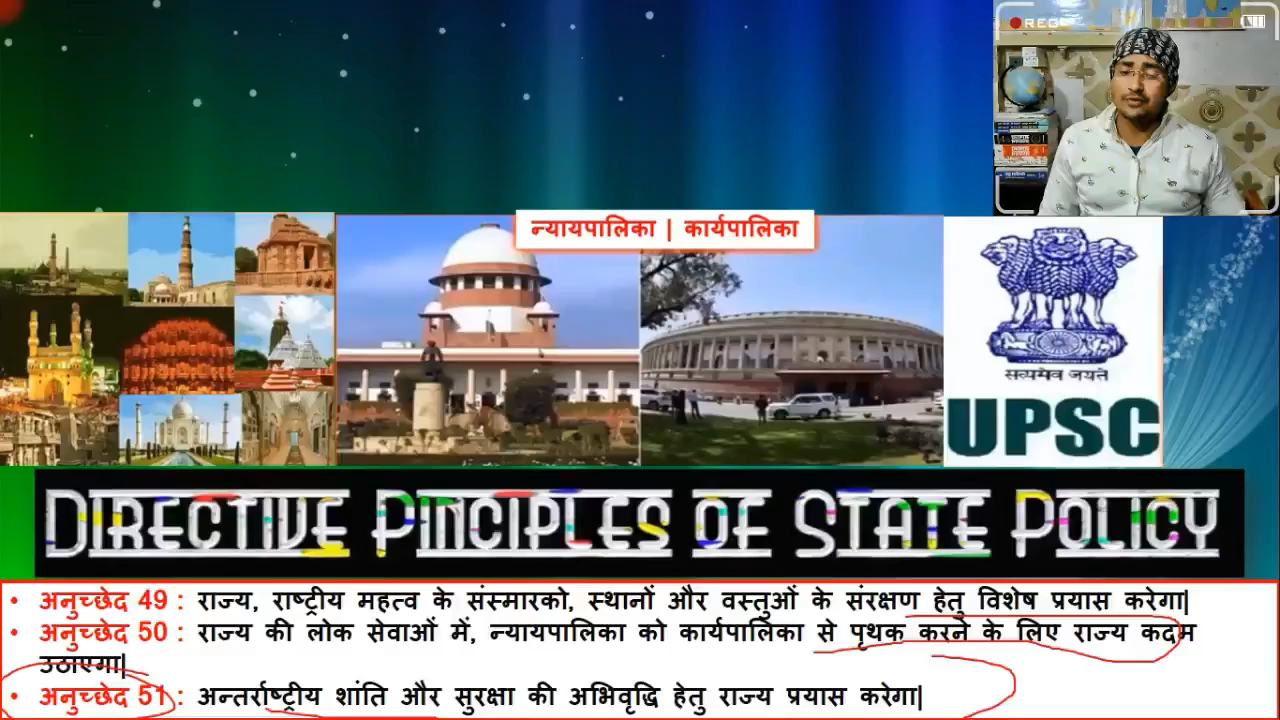 REC
न्यायपालिका | कार्यपालिका
सत्यमेव जयते
UPSC
DIRECTIVE PINCIPLES OF STATE POLICY
• अनुच्छेद 49 : राज्य, राष्ट्रीय महत्व के संस्मारको, स्थानों और वस्तुओं के संरक्षण हेतु विशेष प्रयास करेगा|
• अनुच्छेद 50 : राज्य की लोक सेवाओं में, न्यायपालिका को कार्यपालिका से पृथक करने के लिए राज्य कदम
उठाएगा|
• अनुच्छेद 51 : अन्तर्राष्ट्रीय शांति और सुरक्षा की अभिवृद्धि हेतु राज्य प्रयास करेगा|